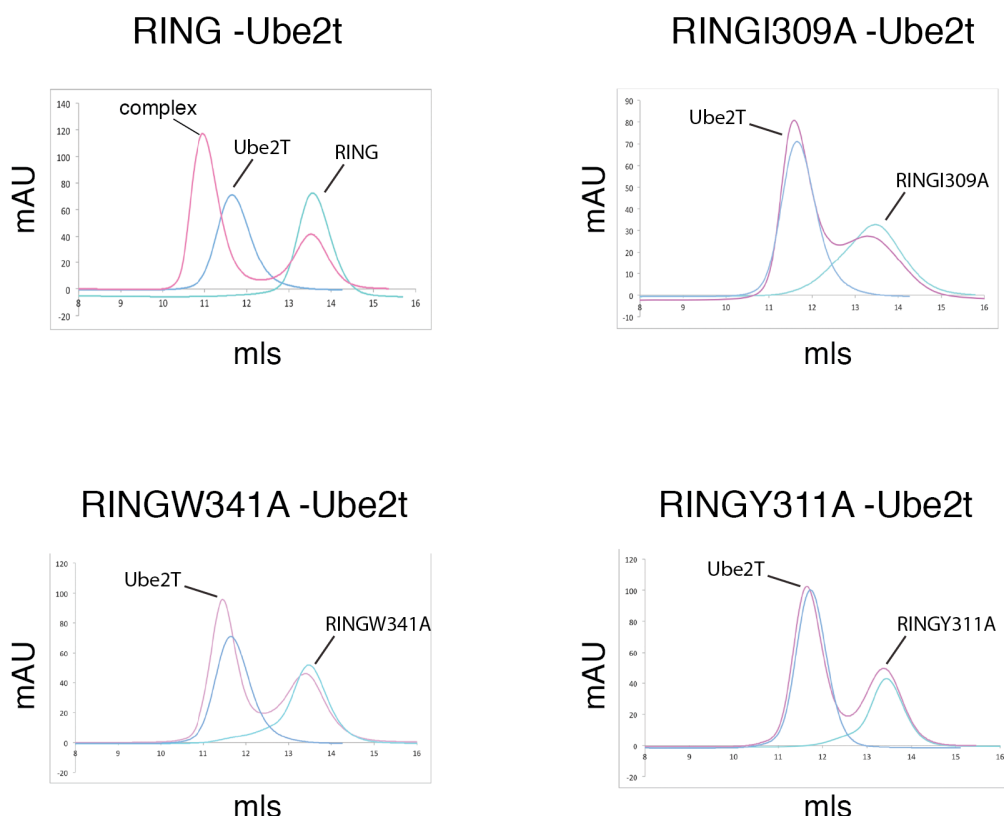 RING -Ube2t
complex
Ube2T
RING
mAU
140
120
100
80
60
40
20
0
-20
8 9 10 11 12 13 14 15 16
mls
RINGI309A -Ube2t
Ube2T
RINGI309A
mAU
90
80
70
60
50
40
30
20
10
0
-10
8 9 10 11 12 13 14 15 16
mls
RINGW341A -Ube2t
Ube2T
RINGW341A
mAU
120
100
80
60
40
20
0
-20
8 9 10 11 12 13 14 15 16
mls
RINGY311A -Ube2t
Ube2T
RINGY311A
mAU
120
100
80
60
40
20
0
-20
8 9 10 11 12 13 14 15 16
mls